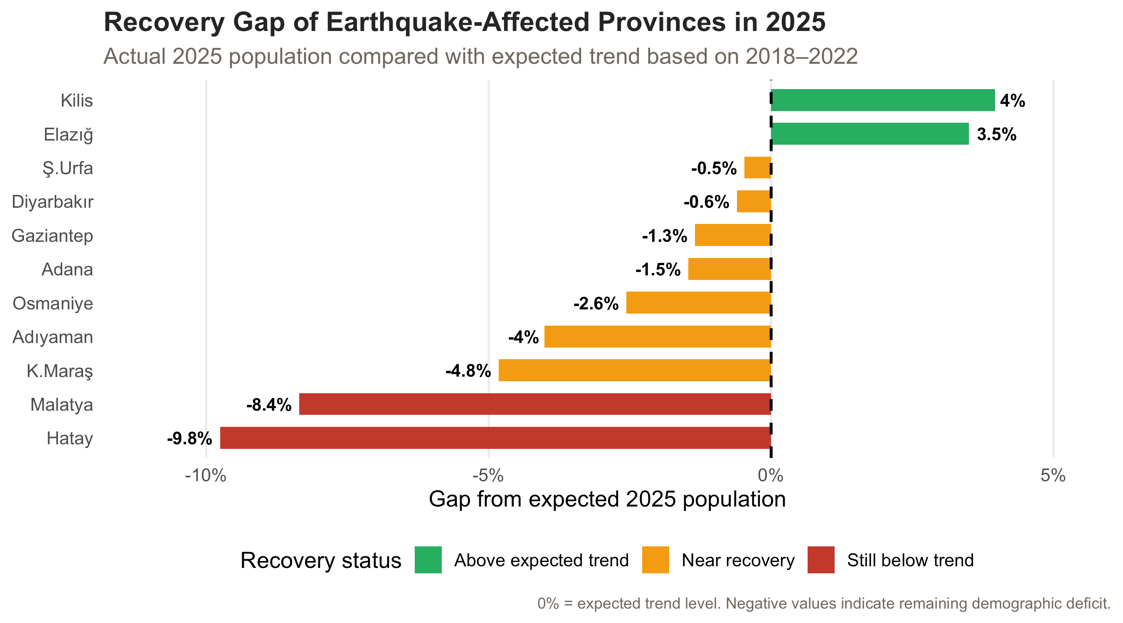 Recovery Gap of Earthquake-Affected Provinces in 2025
Actual 2025 population compared with expected trend based on 2018–2022
Kilis 4%
Elazığ 3.5%
Ş.Urfa -0.5%
Diyarbakır -0.6%
Gaziantep -1.3%
Adana -1.5%
Osmaniye -2.6%
Adıyaman -4%
K.Maraş -4.8%
Malatya -8.4%
Hatay -9.8%
-10% -5% 0% 5%
Gap from expected 2025 population
Recovery status Above expected trend Near recovery Still below trend
0% = expected trend level. Negative values indicate remaining demographic deficit.